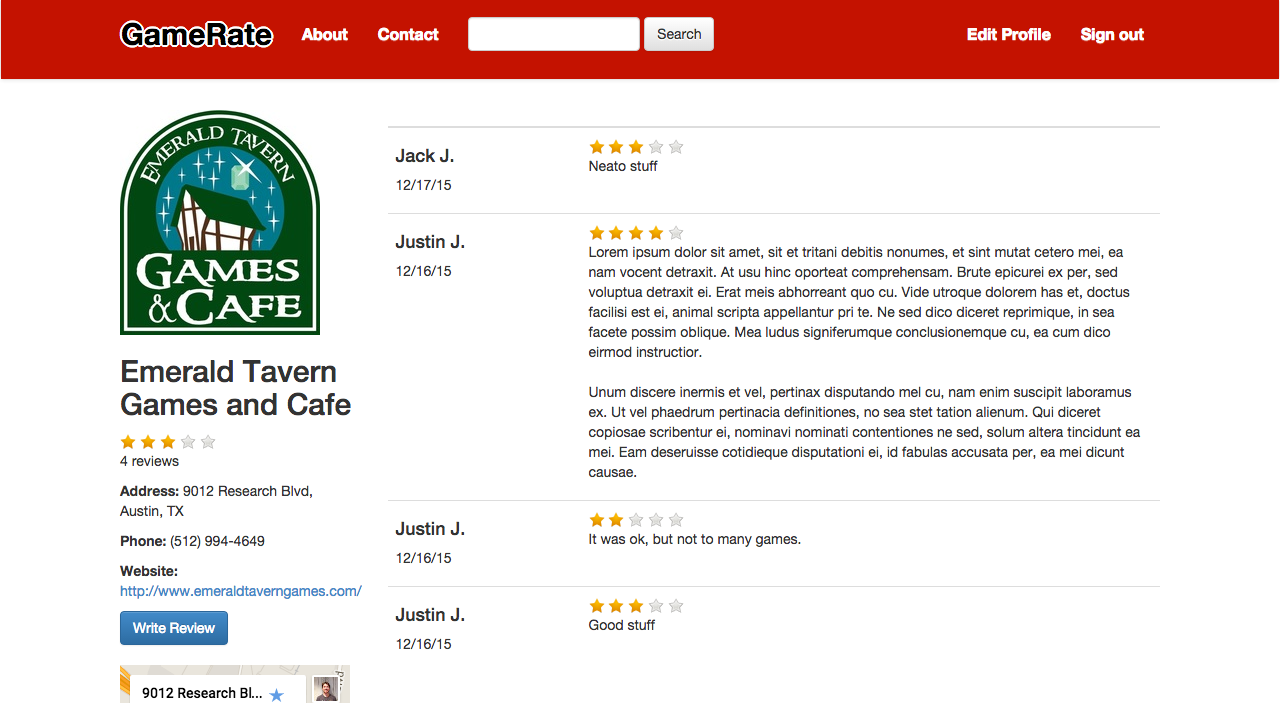 GameRate
About
Contact
Search
Edit Profile
Sign out
EMERALD TAVERN
GAMES
& CAFE
Emerald Tavern
Games and Cafe
4 reviews
Address: 9012 Research Blvd,
Austin, TX
Phone: (512) 994-4649
Website:
http://www.emeraldtaverngames.com/
Write Review
9012 Research Bl...
Jack J.
12/17/15
Neato stuff
Justin J.
12/16/15
Lorem ipsum dolor sit amet, sit et tritani debitis nonumes, et sint mutat cetero mei, ea
nam vocent detraxit. At usu hinc oporteat comprehensam. Brute epicurei ex per, sed
voluptua detraxit ei. Erat meis abhorreant quo cu. Vide utroque dolorem has et, doctus
facilisi est ei, animal scripta appellantur pri te. Ne sed dico diceret reprimique, in sea
facete possim oblique. Mea ludus signiferumque conclusionemque cu, ea cum dico
eirmod instructior.
Unum discere inermis et vel, pertinax disputando mel cu, nam enim suscipit laboramus
ex. Ut vel phaedrum pertinacia definitiones, no sea stet tation alienum. Qui diceret
copiosae scribentur ei, nominavi nominati contentiones ne sed, solum altera tincidunt ea
mei. Eam deseruisse cotidieque disputationi ei, id fabulas accusata per, ea mei dicunt
causae.
Justin J.
12/16/15
It was ok, but not to many games.
Justin J.
12/16/15
Good stuff